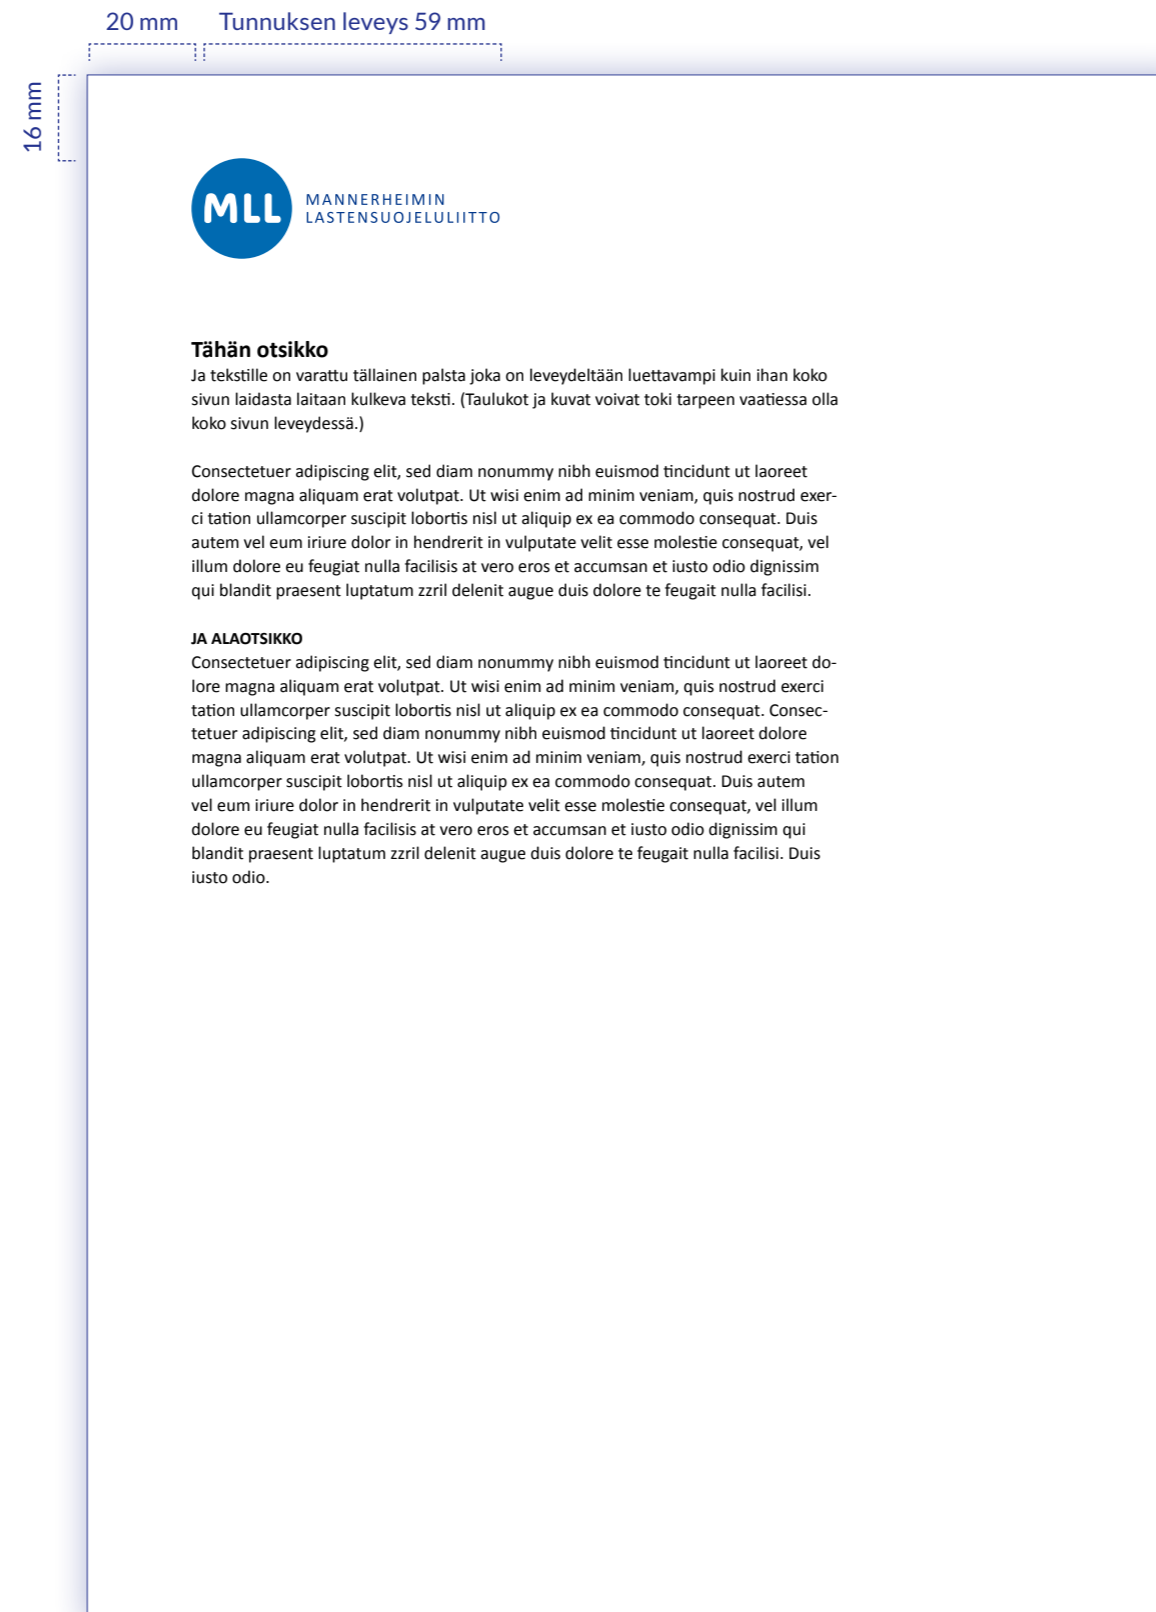 20 mm
Tunnuksen leveys 59 mm
16 mm
MLL
MANNERHEIMIN
LASTENSUOJELULIITTO
Tähän otsikko
Ja tekstille on varattu tällainen palsta joka on leveydeltään luettavampi kuin ihan koko
sivun laidasta laitaan kulkeva teksti. (Taulukot ja kuvat voivat toki tarpeen vaatiessa olla
koko sivun leveydessä.)
Consectetuer adipiscing elit, sed diam nonummy nibh euismod tincidunt ut laoreet
dolore magna aliquam erat volutpat. Ut wisi enim ad minim veniam, quis nostrud exer-
ci tation ullamcorper suscipit lobortis nisl ut aliquip ex ea commodo consequat. Duis
autem vel eum iriure dolor in hendrerit in vulputate velit esse molestie consequat, vel
illum dolore eu feugiat nulla facilisis at vero eros et accumsan et iusto odio dignissim
qui blandit praesent luptatum zzril delenit augue duis dolore te feugait nulla facilisi.
JA ALAOTSIKKO
Consectetuer adipiscing elit, sed diam nonummy nibh euismod tincidunt ut laoreet do-
lore magna aliquam erat volutpat. Ut wisi enim ad minim veniam, quis nostrud exerci
tation ullamcorper suscipit lobortis nisl ut aliquip ex ea commodo consequat. Consec-
tetuer adipiscing elit, sed diam nonummy nibh euismod tincidunt ut laoreet dolore
magna aliquam erat volutpat. Ut wisi enim ad minim veniam, quis nostrud exerci tation
ullamcorper suscipit lobortis nisl ut aliquip ex ea commodo consequat. Duis autem
vel eum iriure dolor in hendrerit in vulputate velit esse molestie consequat, vel illum
dolore eu feugiat nulla facilisis at vero eros et accumsan et iusto odio dignissim qui
blandit praesent luptatum zzril delenit augue duis dolore te feugait nulla facilisi. Duis
iusto odio.